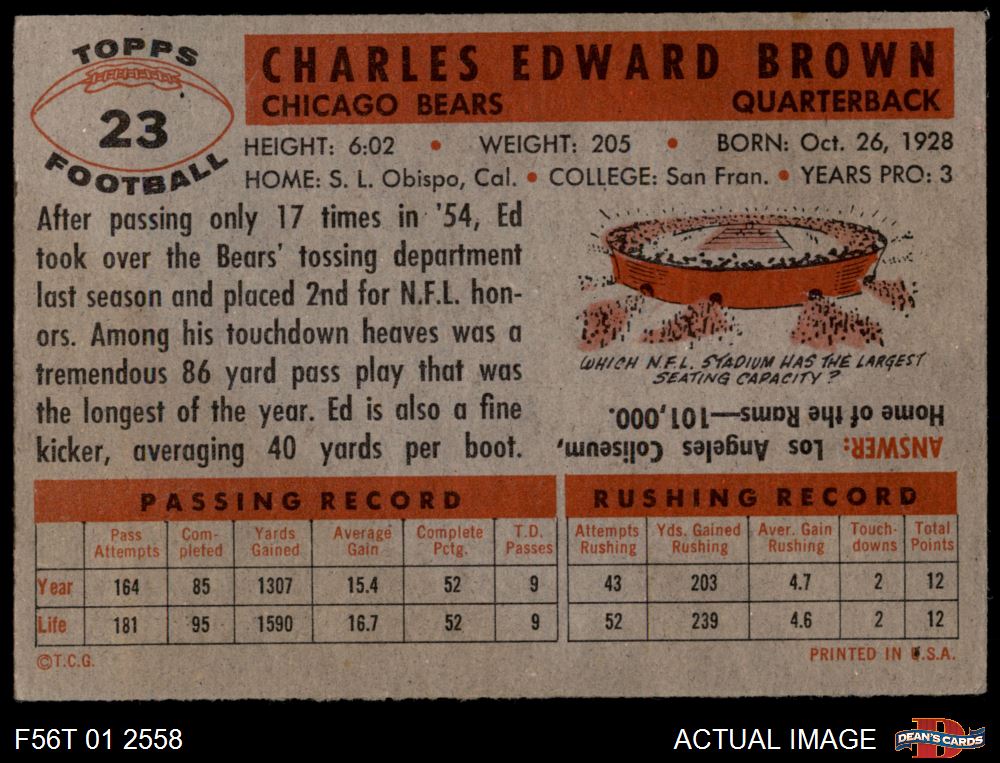 TOPPS
23
FOOTBALL
CHARLES EDWARD BROWN
CHICAGO BEARS QUARTERBACK
HEIGHT: 6:02 • WEIGHT: 205 • BORN: Oct. 26, 1928
HOME: S. L. Obispo, Cal. • COLLEGE: San Fran. • YEARS PRO: 3
After passing only 17 times in '54, Ed
took over the Bears' tossing department
last season and placed 2nd for N.F.L. hon-
ors. Among his touchdown heaves was a
tremendous 86 yard pass play that was
the longest of the year. Ed is also a fine
kicker, averaging 40 yards per boot.
WHICH N.F.L. STADIUM HAS THE LARGEST
SEATING CAPACITY?
ANSWER: Los Angeles Coliseum,
Home of the Rams—101,000.
PASSING RECORD
Pass Attempts Com-pleted Yards Gained Average Gain Complete Pctg. T.D. Passes
Year 164 85 1307 15.4 52 9
Life 181 95 1590 16.7 52 9
RUSHING RECORD
Attempts Rushing Yds. Gained Rushing Aver. Gain Rushing Touch-downs Total Points
43 203 4.7 2 12
52 239 4.6 2 12
©T.C.G.
PRINTED IN U.S.A.
F56T 01 2558
ACTUAL IMAGE
DEAN'S CARDS